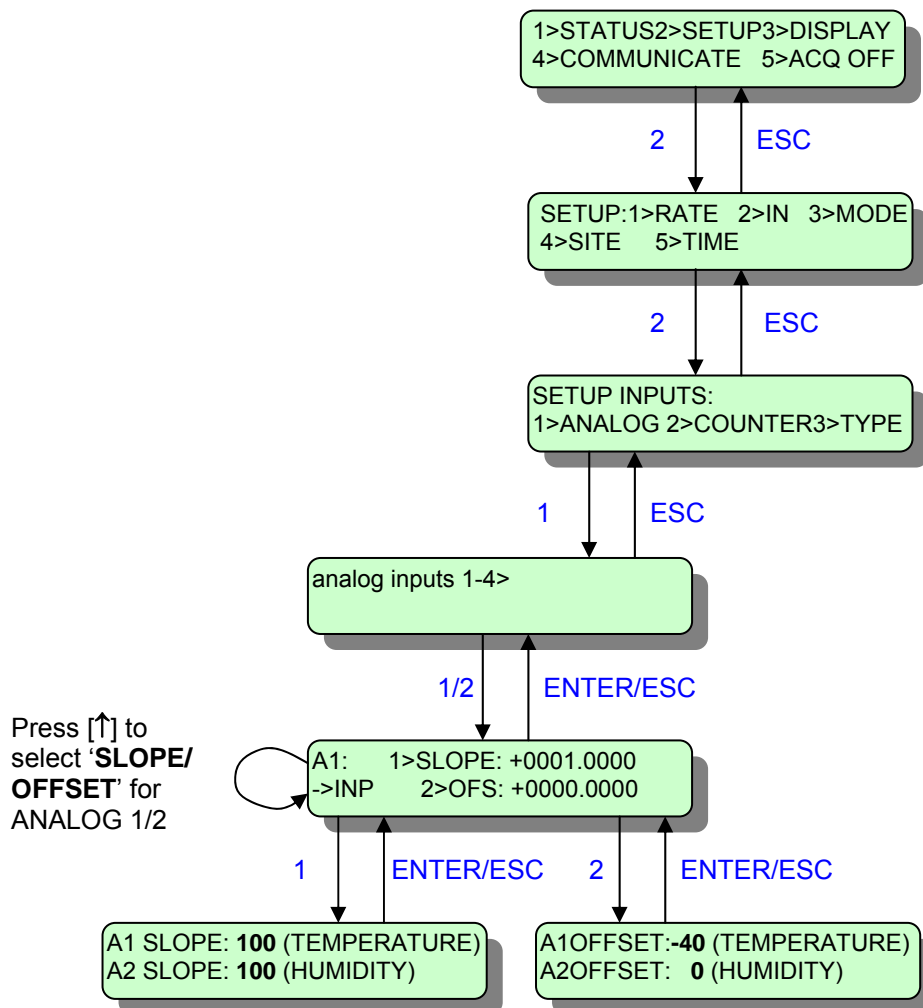 1>STATUS2>SETUP3>DISPLAY
4>COMMUNICATE 5>ACQ OFF
2 ESC
SETUP:1>RATE 2>IN 3>MODE
4>SITE 5>TIME
2 ESC
SETUP INPUTS:
1>ANALOG 2>COUNTER3>TYPE
1 ESC
analog inputs 1-4>
1/2 ENTER/ESC
Press [↑] to
select ‘SLOPE/
OFFSET’ for
ANALOG 1/2
A1: 1>SLOPE: +0001.0000
->INP 2>OFS: +0000.0000
1 ENTER/ESC 2 ENTER/ESC
A1 SLOPE: 100 (TEMPERATURE)
A2 SLOPE: 100 (HUMIDITY)
A1OFFSET:-40 (TEMPERATURE)
A2OFFSET: 0 (HUMIDITY)